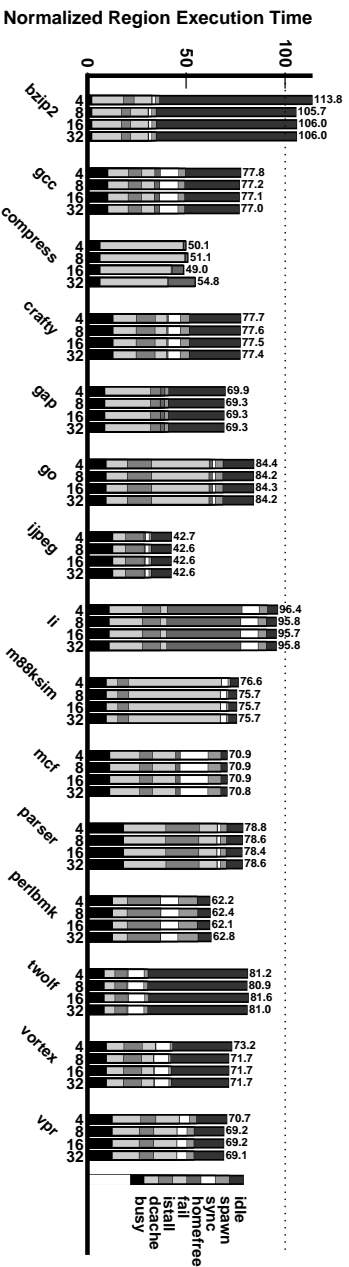 Normalized Region Execution Time
0
50
100
bzip2
4 113.8
8 105.7
16 106.0
32 106.0
gcc
4 77.8
8 77.2
16 77.1
32 77.0
compress
4 50.1
8 51.1
16 49.0
32 54.8
crafty
4 77.7
8 77.6
16 77.5
32 77.4
gap
4 69.9
8 69.3
16 69.3
32 69.3
go
4 84.4
8 84.2
16 84.3
32 84.2
ijpeg
4 42.7
8 42.6
16 42.6
32 42.6
li
4 96.4
8 95.8
16 95.7
32 95.8
m88ksim
4 76.6
8 75.7
16 75.7
32 75.7
mcf
4 70.9
8 70.9
16 70.9
32 70.8
parser
4 78.8
8 78.6
16 78.4
32 78.6
perlbmk
4 62.2
8 62.4
16 62.1
32 62.8
twolf
4 81.2
8 80.9
16 81.6
32 81.0
vortex
4 73.2
8 71.7
16 71.7
32 71.7
vpr
4 70.7
8 69.2
16 69.2
32 69.1
idle
spawn
sync
homefree
fail
istall
dcache
busy